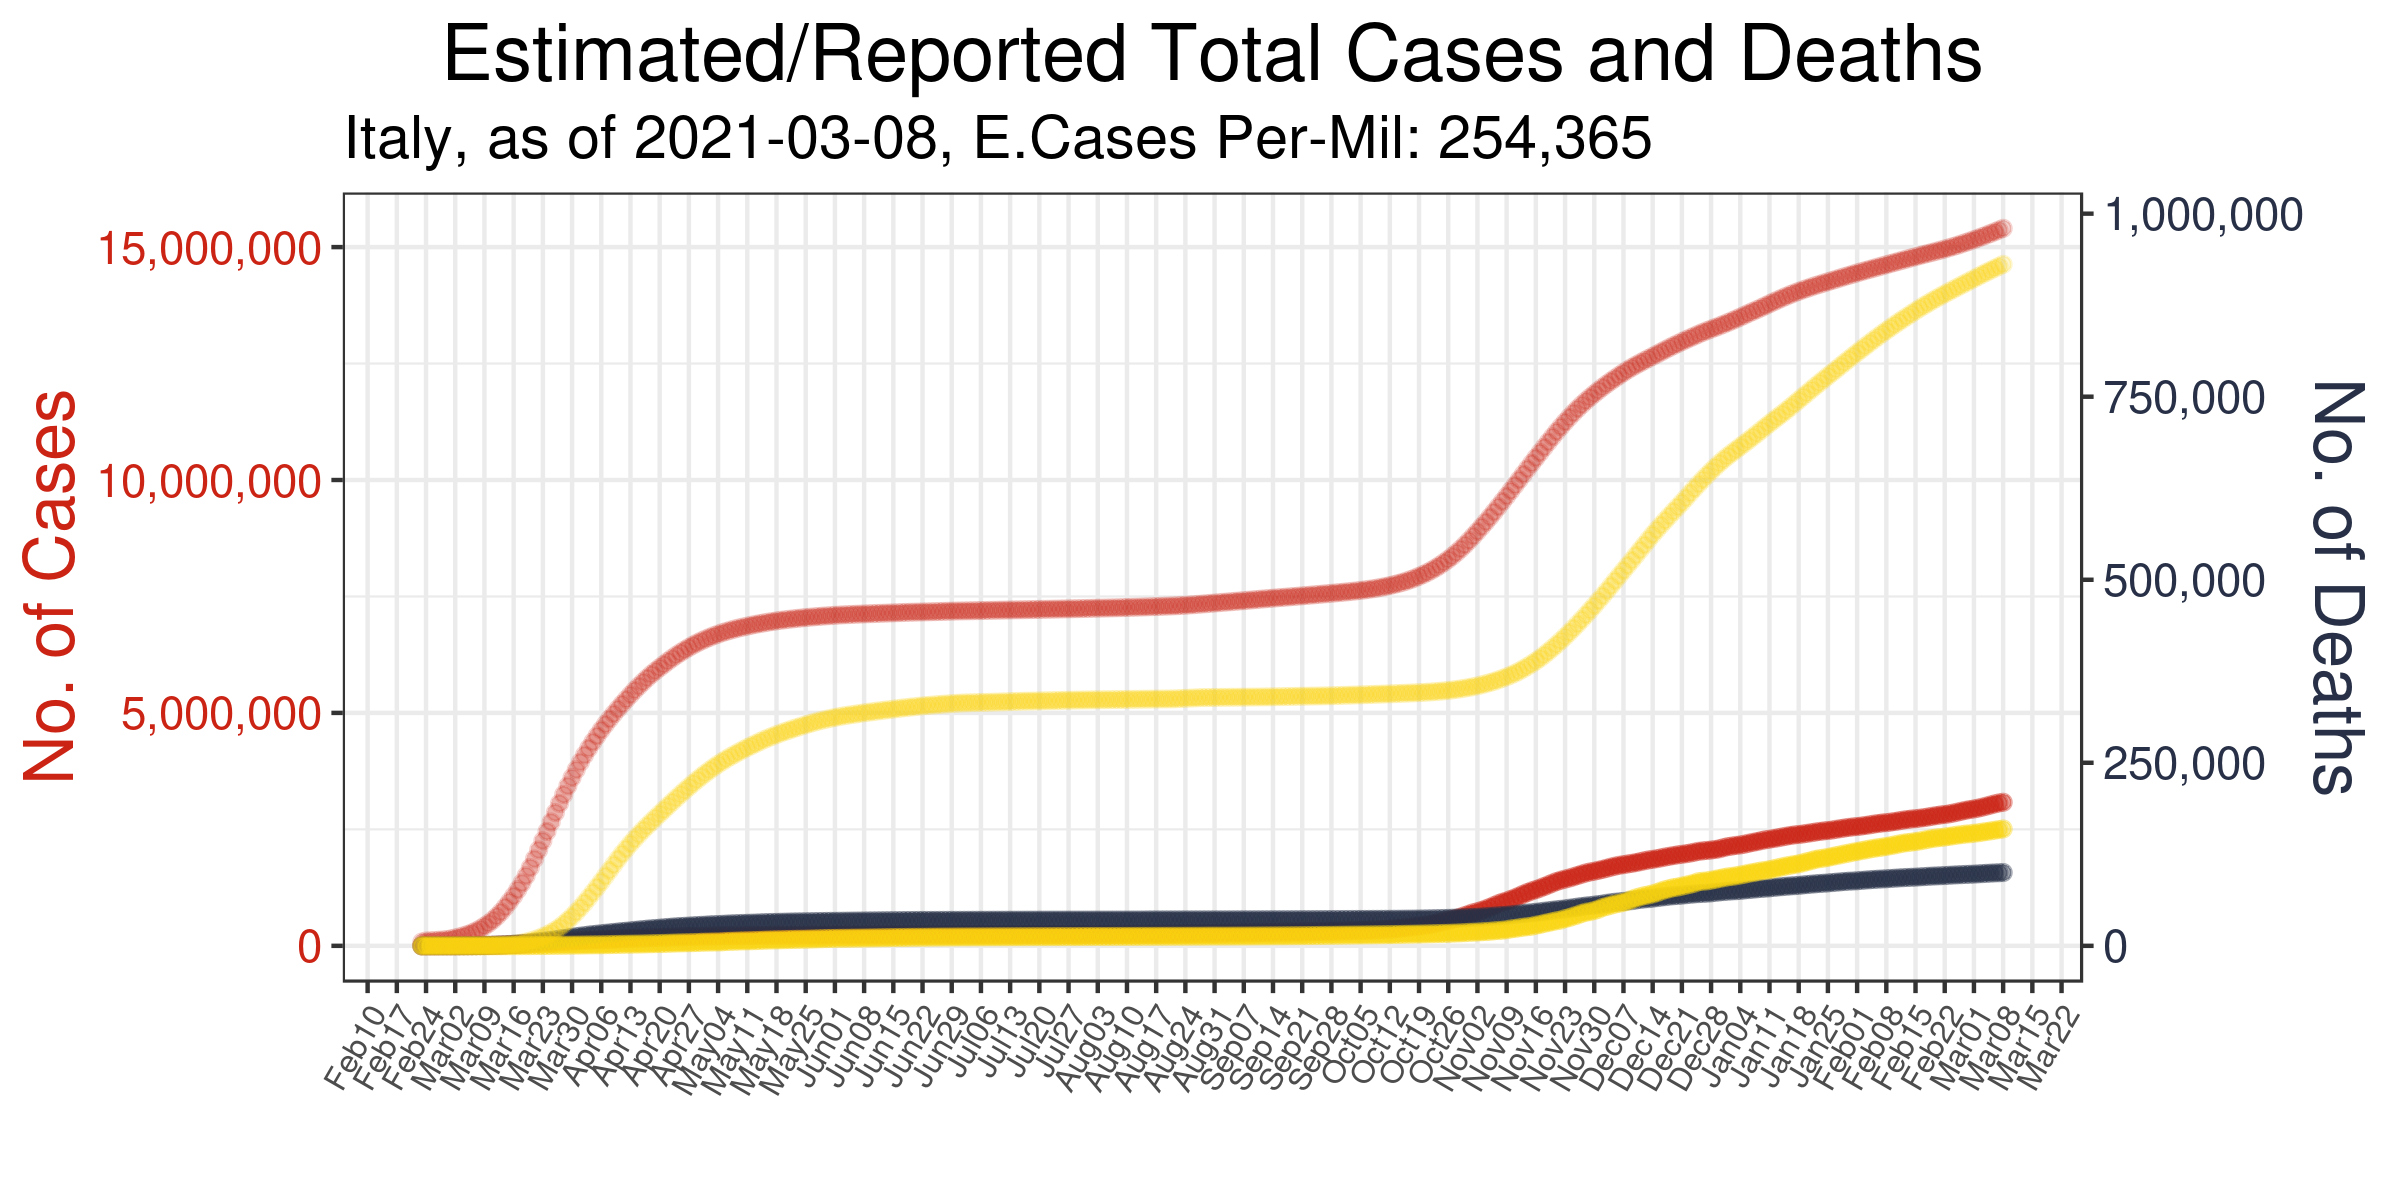 Estimated/Reported Total Cases and Deaths
Italy, as of 2021-03-08, E.Cases Per-Mil: 254,365
No. of Cases
15,000,000
10,000,000
5,000,000
0
1,000,000
750,000
500,000
250,000
0
No. of Deaths
Feb10
Feb17
Feb24
Mar02
Mar09
Mar16
Mar23
Mar30
Apr06
Apr13
Apr20
Apr27
May04
May11
May18
May25
Jun01
Jun08
Jun15
Jun22
Jun29
Jul06
Jul13
Jul20
Jul27
Aug03
Aug10
Aug17
Aug24
Aug31
Sep07
Sep14
Sep21
Sep28
Oct05
Oct12
Oct19
Oct26
Nov02
Nov09
Nov16
Nov23
Nov30
Dec07
Dec14
Dec21
Dec28
Jan04
Jan11
Jan18
Jan25
Feb01
Feb08
Feb15
Feb22
Mar01
Mar08
Mar15
Mar22